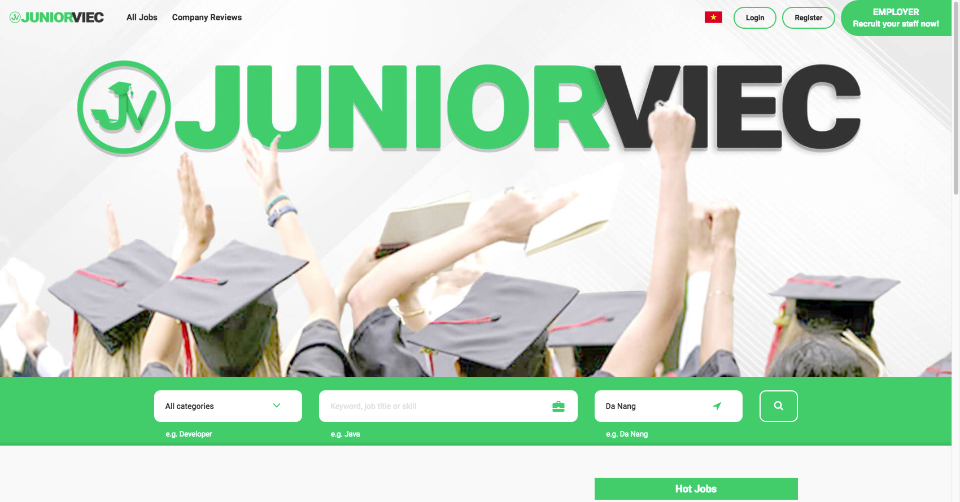 JV JUNIORVIEC
All Jobs
Company Reviews
Login
Register
EMPLOYER
Recruit your staff now!
JV JUNIORVIEC
All categories
Keyword, job title or skill
Da Nang
e.g. Developer
e.g. Java
e.g. Da Nang
Hot Jobs